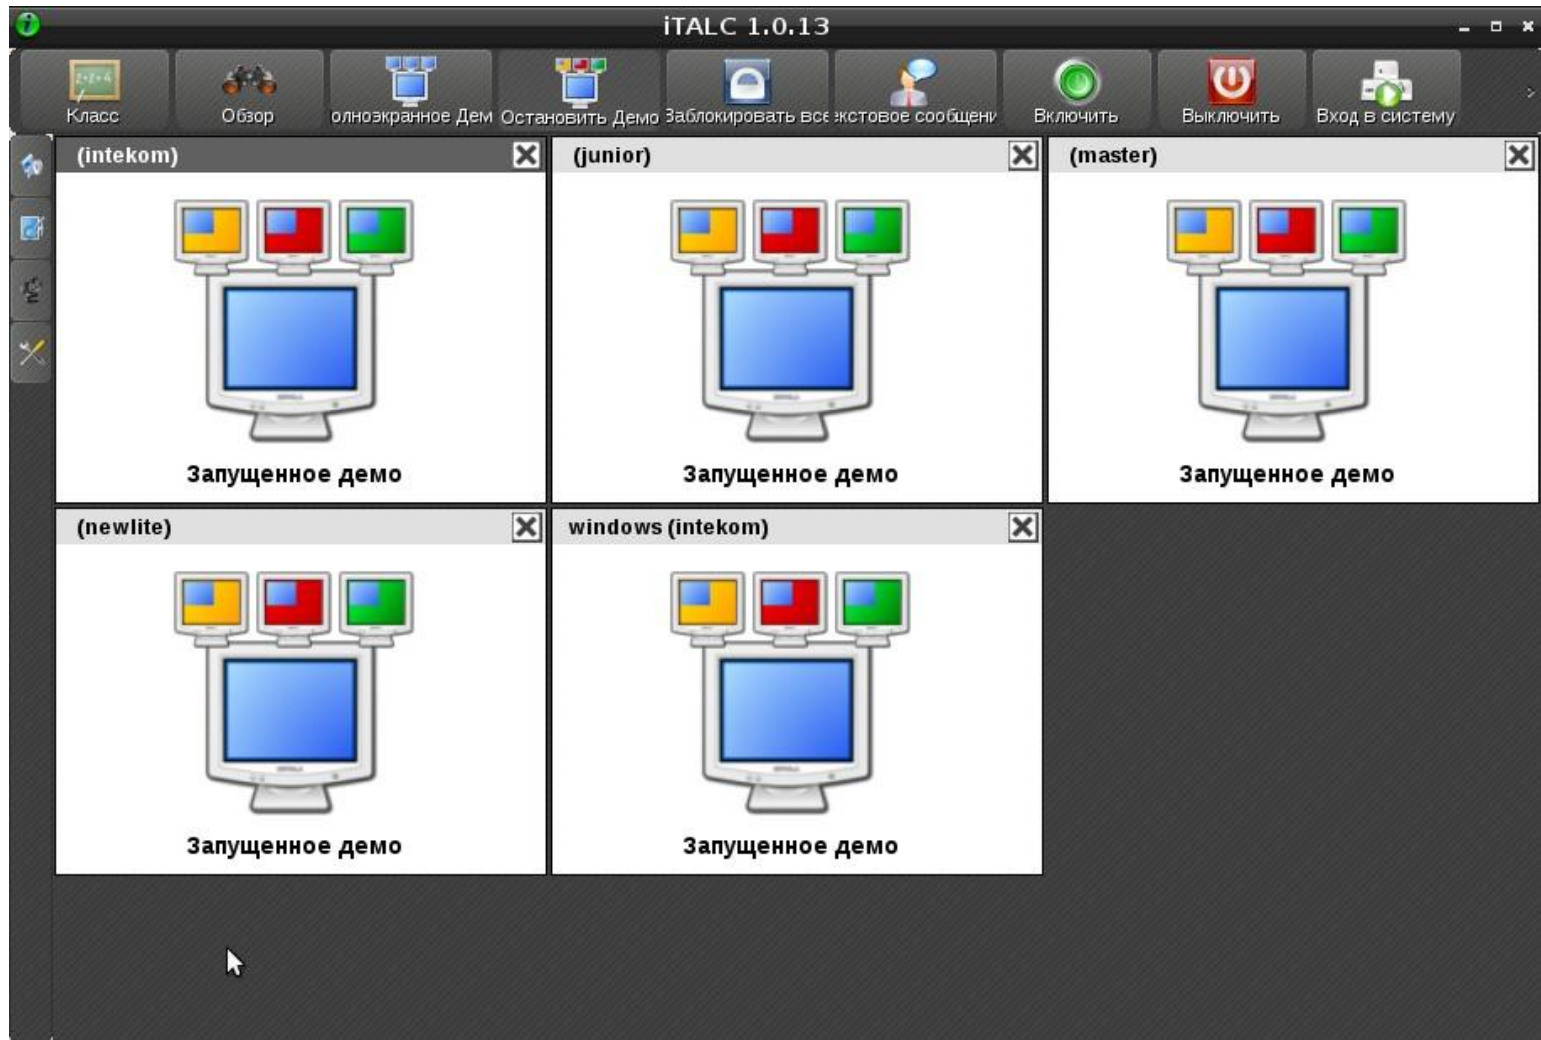 iTALC 1.0.13
Класс
Обзор
олноэкранное Дем
Остановить Демо
Заблокировать все
екстовое сообщени
Включить
Выключить
Вход в систему
(intekom)
(junior)
(master)
Запущенное демо
Запущенное демо
Запущенное демо
(newlite)
windows (intekom)
Запущенное демо
Запущенное демо